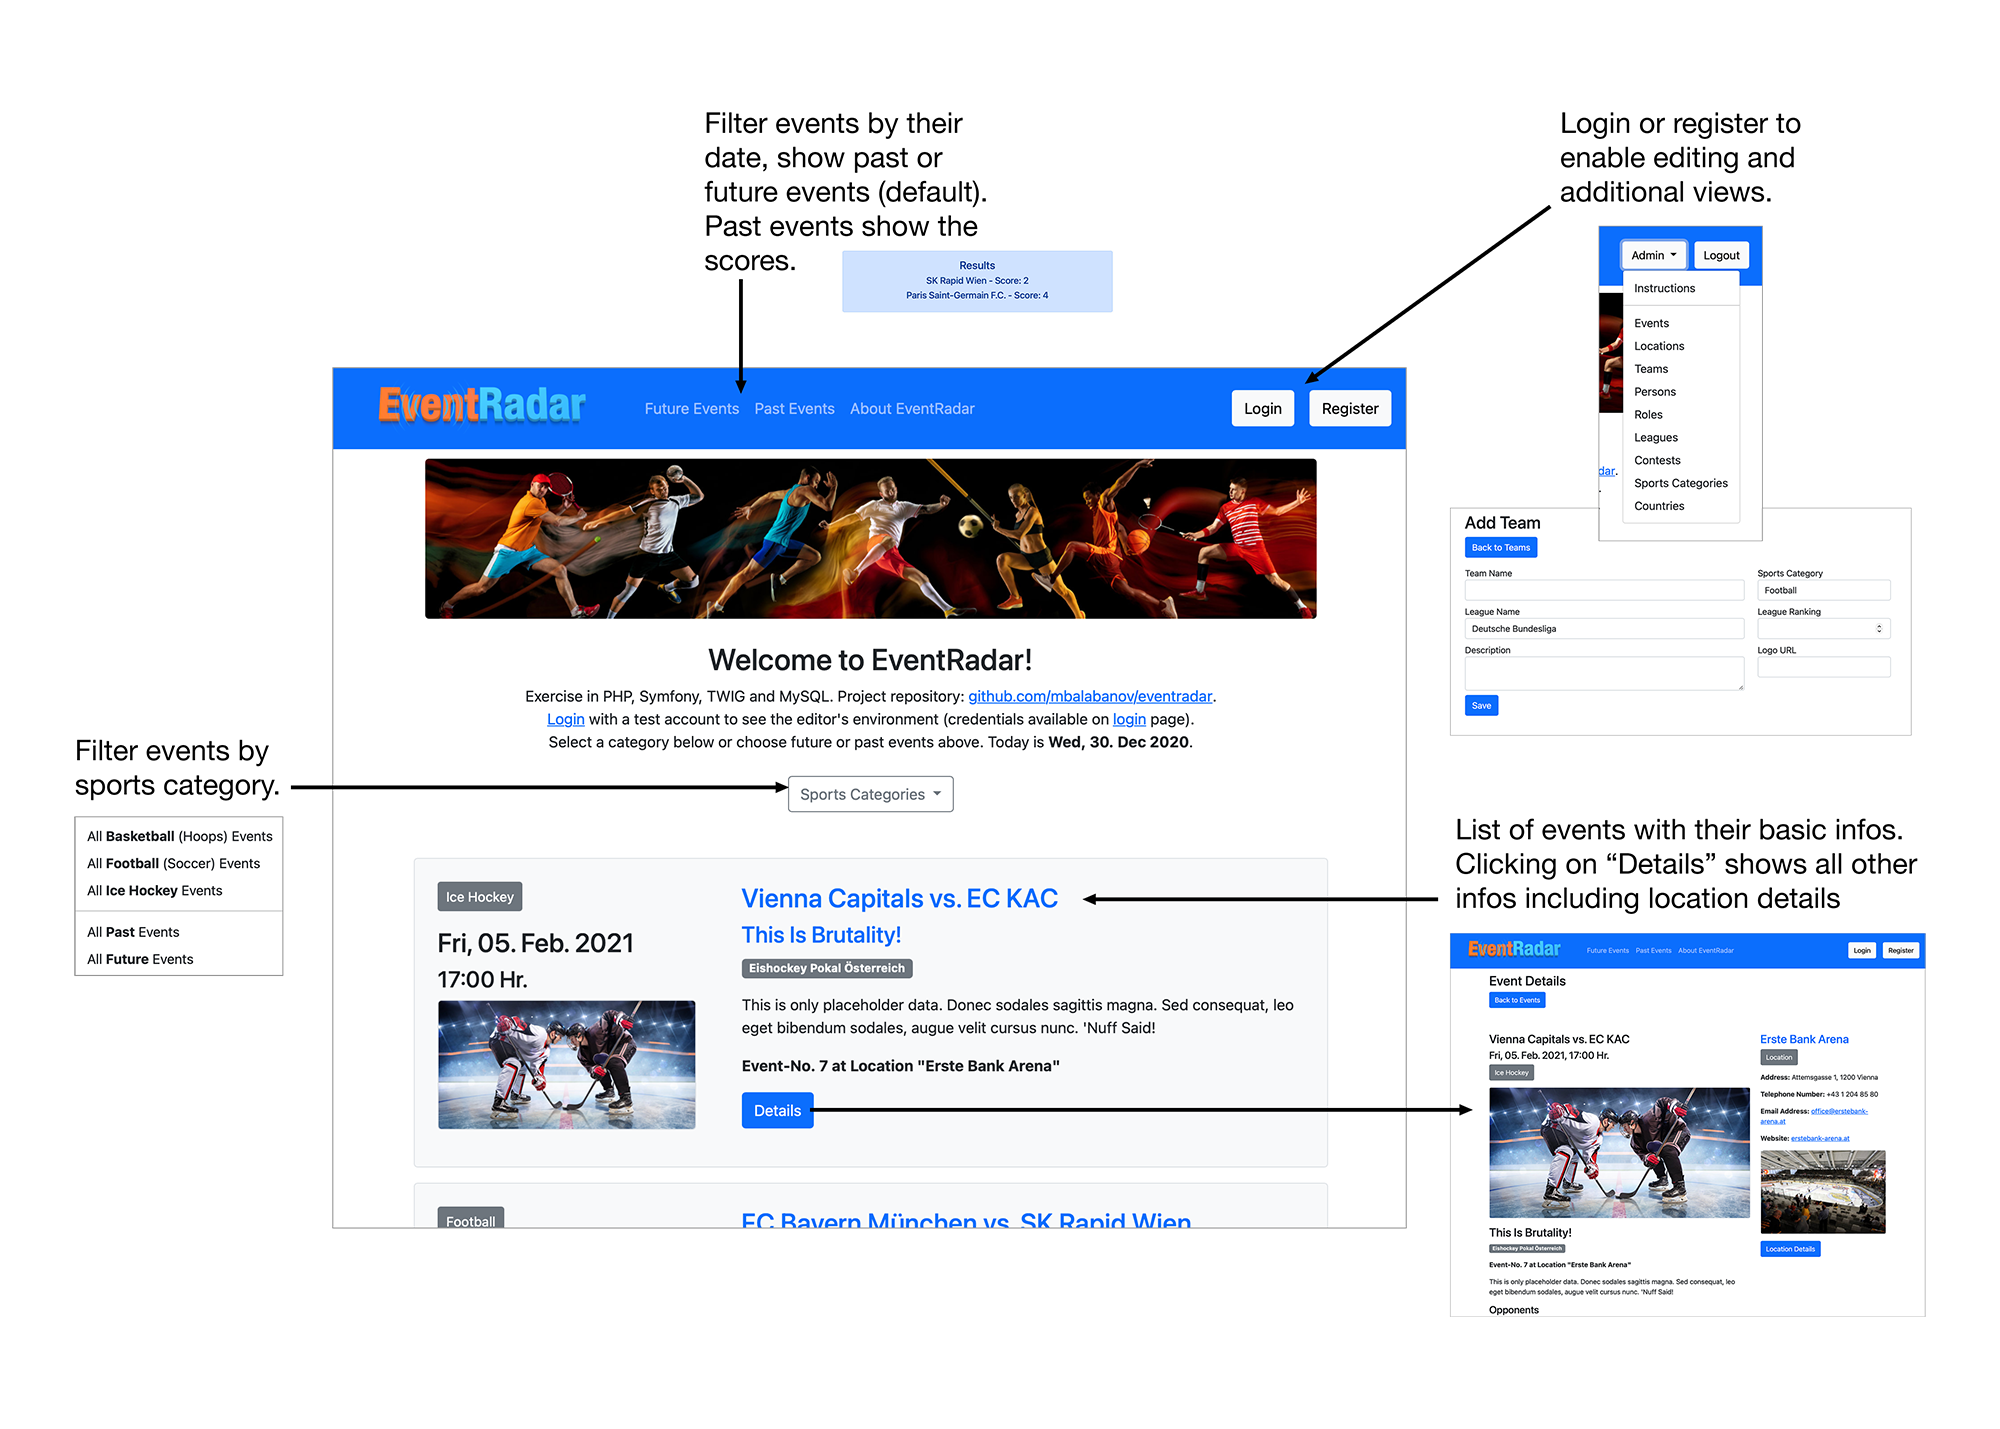 Filter events by their
date, show past or
future events (default).
Past events show the
scores.
Results
SK Rapid Wien - Score: 2
Paris Saint-Germain F.C. - Score: 4
Login or register to
enable editing and
additional views.
Admin
Logout
Instructions
Events
Locations
Teams
Persons
Roles
Leagues
Contests
Sports Categories
Countries
dar.
.
Add Team
Back to Teams
Team Name
Sports Category
Football
League Name
League Ranking
Deutsche Bundesliga
Description
Logo URL
Save
EventRadar
Future Events
Past Events
About EventRadar
Login
Register
Welcome to EventRadar!
Exercise in PHP, Symfony, TWIG and MySQL. Project repository: github.com/mbalabanov/eventradar.
Login with a test account to see the editor's environment (credentials available on login page).
Select a category below or choose future or past events above. Today is Wed, 30. Dec 2020.
Sports Categories
Filter events by
sports category.
All Basketball (Hoops) Events
All Football (Soccer) Events
All Ice Hockey Events
All Past Events
All Future Events
Ice Hockey
Fri, 05. Feb. 2021
17:00 Hr.
Vienna Capitals vs. EC KAC
This Is Brutality!
Eishockey Pokal Österreich
This is only placeholder data. Donec sodales sagittis magna. Sed consequat, leo
eget bibendum sodales, augue velit cursus nunc. 'Nuff Said!
Event-No. 7 at Location "Erste Bank Arena"
Details
Football
FC Bayern München vs. SK Rapid Wien
List of events with their basic infos.
Clicking on “Details” shows all other
infos including location details
EventRadar
Future Events
Past Events
About EventRadar
Login
Register
Event Details
Back to Events
Vienna Capitals vs. EC KAC
Fri, 05. Feb. 2021, 17:00 Hr.
Ice Hockey
This Is Brutality!
Eishockey Pokal Österreich
Event-No. 7 at Location "Erste Bank Arena"
This is only placeholder data. Donec sodales sagittis magna. Sed consequat, leo
eget bibendum sodales, augue velit cursus nunc. 'Nuff Said!
Opponents
Erste Bank Arena
Location
Address: Attemsgasse 1, 1200 Vienna
Telephone Number: +43 1 204 85 80
Email Address: office@erstebank-
arena.at
Website: erstebank-arena.at
Location Details